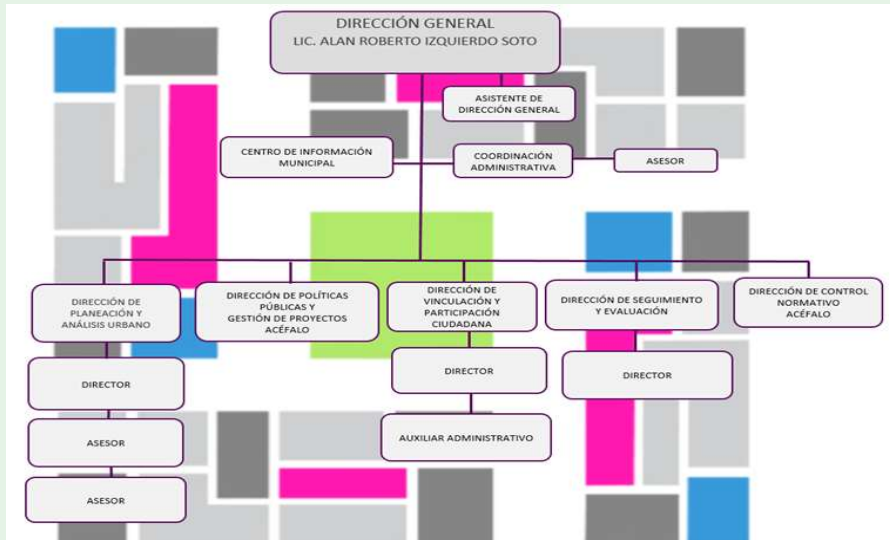 DIRECCIÓN GENERAL
LIC. ALAN ROBERTO IZQUIERDO SOTO
ASISTENTE DE
DIRECCIÓN GENERAL
CENTRO DE INFORMACIÓN
MUNICIPAL
COORDINACIÓN
ADMINISTRATIVA
ASESOR
DIRECCIÓN DE
PLANEACIÓN Y
ANÁLISIS URBANO
DIRECCIÓN DE POLÍTICAS
PÚBLICAS Y
GESTIÓN DE PROYECTOS
ACÉFALO
DIRECCIÓN DE
VINCULACIÓN Y
PARTICIPACIÓN
CIUDADANA
DIRECCIÓN DE SEGUIMIENTO
Y EVALUACIÓN
DIRECCIÓN DE CONTROL
NORMATIVO
ACÉFALO
DIRECTOR
DIRECTOR
DIRECTOR
ASESOR
AUXILIAR ADMINISTRATIVO
ASESOR